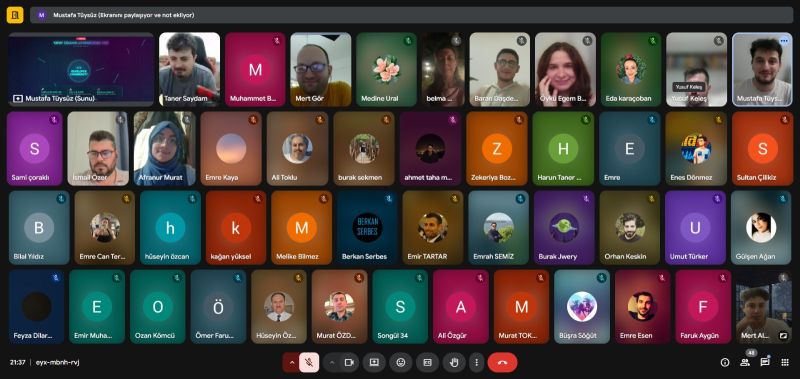 M Mustafa Tüysüz (Ekranını paylaşıyor ve not ekliyor)
Mustafa Tüysüz (Sunu)
Taner Saydam
M
Muhammet B...
Mert Gör
Medine Ural
belma ...
Baran Daşde...
Öykü Egem B...
Eda karaçoban
Yusuf Keleş
Yusuf Keleş
Mustafa Tüys...
S
Sami çoraklı
İsmail Özer
Afranur Murat
Emre Kaya
Ali Toklu
burak sekmen
ahmet taha m...
Z
Zekeriya Boz...
H
Harun Taner ...
E
Emre
Enes Dönmez
S
Sultan Çilikiz
B
Bilal Yıldız
Emre Can Ter...
h
hüseyin özcan
k
kağan yüksel
M
Melike Bilmez
BERKAN
SERBES
Berkan Serbes
Emir TARTAR
Emrah SEMİZ
Burak Jwery
Orhan Keskin
U
Umut Türker
Gülşen Ağan
Feyza Dilar...
E
Emir Muha...
O
Ozan Kömcü
Ö
Ömer Faru...
Hüseyin Öz...
Murat ÖZD...
S
Songül 34
A
Ali Özgür
M
Murat TOK...
Büşra Söğüt
Emre Esen
F
Faruk Aygün
Mert Al...
21:37 | eyx-mbnh-rvj
48